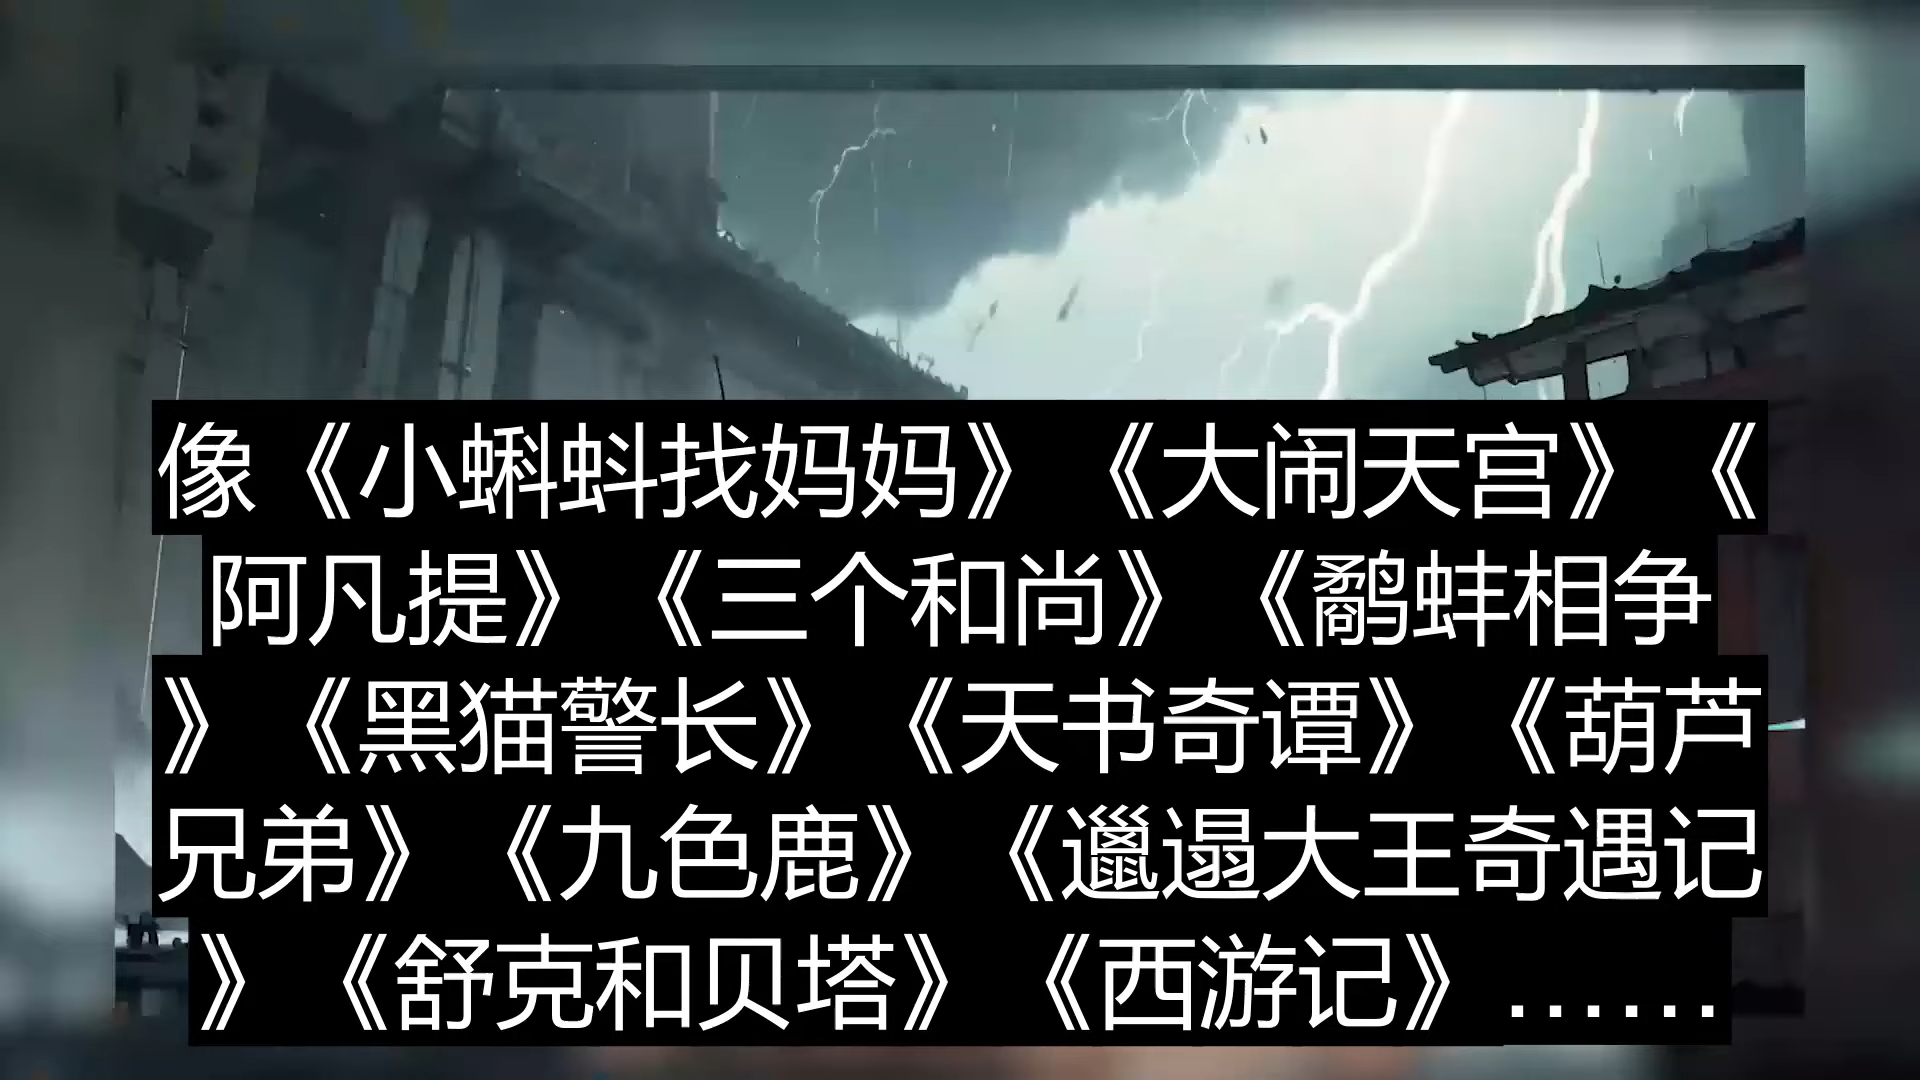 像《小蝌蚪找妈妈》《大闹天宫》《
阿凡提》《三个和尚》《鹬蚌相争
》《黑猫警长》《天书奇谭》《葫芦
兄弟》《九色鹿》《邋遢大王奇遇记
》《舒克和贝塔》《西游记》……